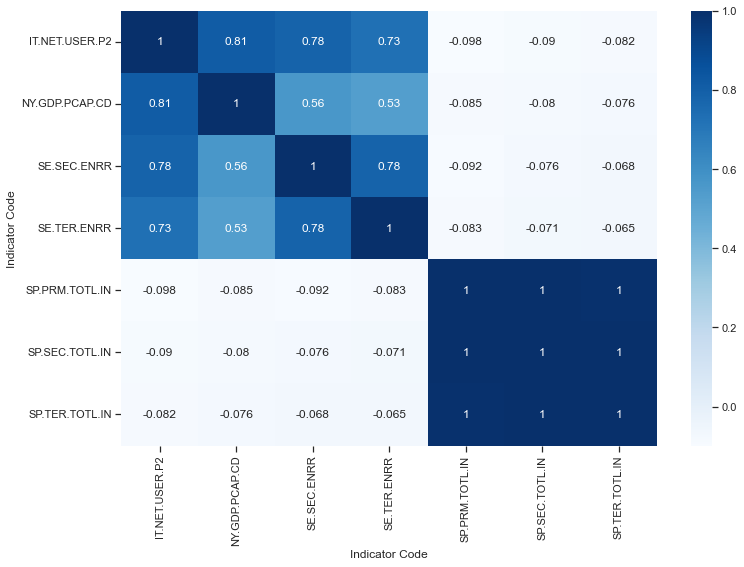 IT.NET.USER.P2 1 0.81 0.78 0.73 -0.098 -0.09 -0.082
NY.GDP.PCAP.CD 0.81 1 0.56 0.53 -0.085 -0.08 -0.076
SE.SEC.ENRR 0.78 0.56 1 0.78 -0.092 -0.076 -0.068
SE.TER.ENRR 0.73 0.53 0.78 1 -0.083 -0.071 -0.065
SP.PRM.TOTL.IN -0.098 -0.085 -0.092 -0.083 1 1 1
SP.SEC.TOTL.IN -0.09 -0.08 -0.076 -0.071 1 1 1
SP.TER.TOTL.IN -0.082 -0.076 -0.068 -0.065 1 1 1
Indicator Code
IT.NET.USER.P2
NY.GDP.PCAP.CD
SE.SEC.ENRR
SE.TER.ENRR
SP.PRM.TOTL.IN
SP.SEC.TOTL.IN
SP.TER.TOTL.IN
Indicator Code
1.0
0.8
0.6
0.4
0.2
0.0